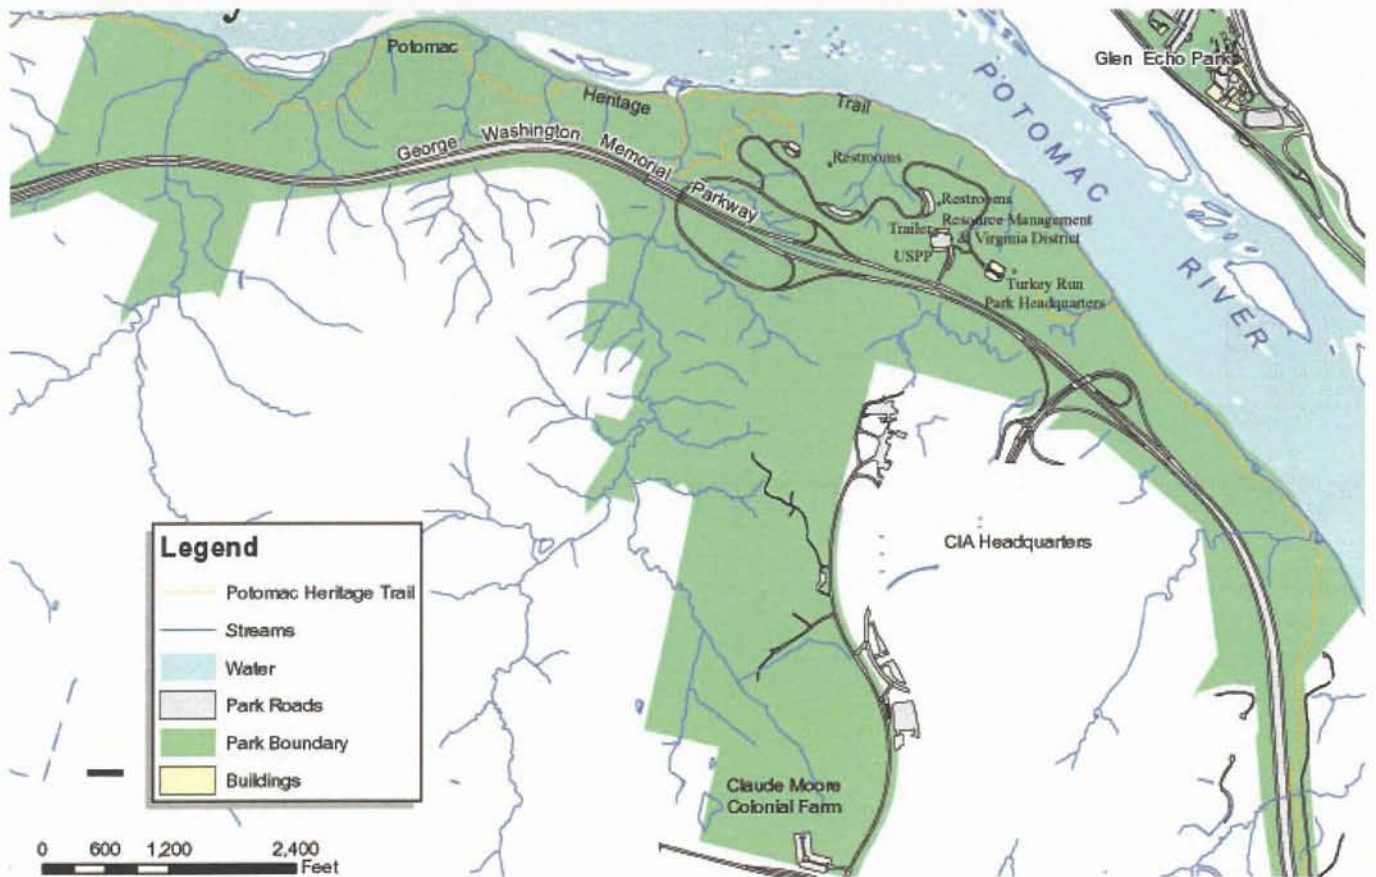 Potomac
Glen Echo Park
Heritage
Trail
POTOMAC
RIVER
George Washington Memorial Parkway
Restrooms
Restrooms
Resource Management
Trailer & Virginia District
USPP
Turkey Run
Park Headquarters
CIA Headquarters
Legend
Potomac Heritage Trail
Streams
Water
Park Roads
Park Boundary
Buildings
Claude Moore
Colonial Farm
0 600 1,200 2,400
Feet